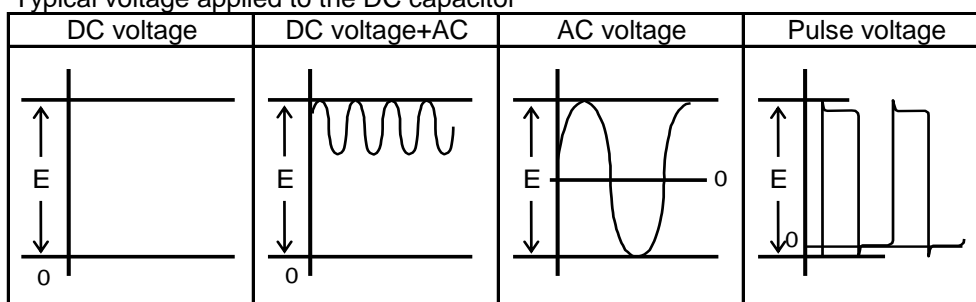 Typical voltage applied to the DC capacitor
DC voltage DC voltage+AC AC voltage Pulse voltage
E E E 0 E
0
0 0